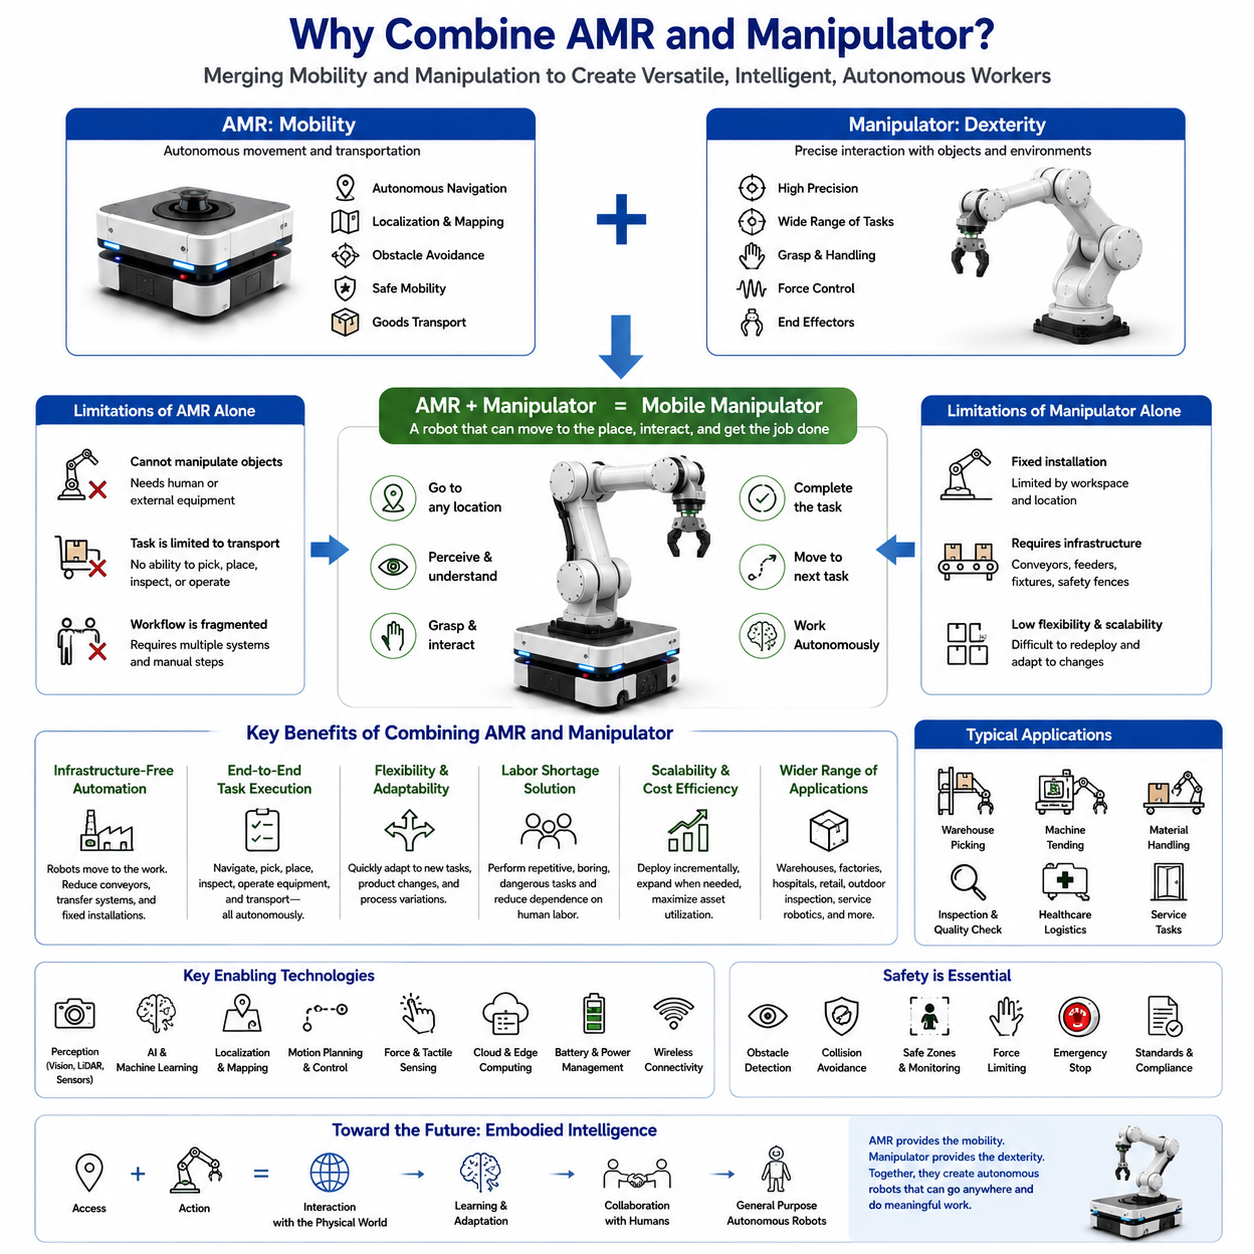 Why Combine AMR and Manipulator?
Merging Mobility and Manipulation to Create Versatile, Intelligent, Autonomous Workers
AMR: Mobility
Autonomous movement and transportation
Autonomous Navigation
Localization & Mapping
Obstacle Avoidance
Safe Mobility
Goods Transport
+
Manipulator: Dexterity
Precise interaction with objects and environments
High Precision
Wide Range of Tasks
Grasp & Handling
Force Control
End Effectors
Limitations of AMR Alone
Cannot manipulate objects
Needs human or
external equipment
Task is limited to transport
No ability to pick, place,
inspect, or operate
Workflow is fragmented
Requires multiple systems
and manual steps
AMR + Manipulator = Mobile Manipulator
A robot that can move to the place, interact, and get the job done
Go to
any location
Perceive &
understand
Grasp &
interact
Complete
the task
Move to
next task
Work
Autonomously
Limitations of Manipulator Alone
Fixed installation
Limited by workspace
and location
Requires infrastructure
Conveyors, feeders,
fixtures, safety fences
Low flexibility & scalability
Difficult to redeploy and
adapt to changes
Key Benefits of Combining AMR and Manipulator
Infrastructure-Free
Automation
Robots move to the work.
Reduce conveyors,
transfer systems, and
fixed installations.
End-to-End
Task Execution
Navigate, pick, place,
inspect, operate equipment,
and transport—
all autonomously.
Flexibility &
Adaptability
Quickly adapt to new tasks,
product changes, and
process variations.
Labor Shortage
Solution
Perform repetitive, boring,
dangerous tasks and
reduce dependence on
human labor.
Scalability &
Cost Efficiency
Deploy incrementally,
expand when needed,
maximize asset
utilization.
Wider Range of
Applications
Warehouses, factories,
hospitals, retail, outdoor
inspection, service
robotics, and more.
Typical Applications
Warehouse
Picking
Machine
Tending
Material
Handling
Inspection &
Quality Check
Healthcare
Logistics
Service
Tasks
Key Enabling Technologies
Perception
(Vision, LiDAR,
Sensors)
AI &
Machine Learning
Localization
& Mapping
Motion Planning
& Control
Force & Tactile
Sensing
Cloud & Edge
Computing
Battery & Power
Management
Wireless
Connectivity
Safety is Essential
Obstacle
Detection
Collision
Avoidance
Safe Zones
& Monitoring
Force
Limiting
Emergency
Stop
Standards &
Compliance
Toward the Future: Embodied Intelligence
Access
+
Action
=
Interaction
with the Physical World
Learning &
Adaptation
Collaboration
with Humans
General Purpose
Autonomous Robots
AMR provides the mobility.
Manipulator provides the dexterity.
Together, they create autonomous
robots that can go anywhere and
do meaningful work.